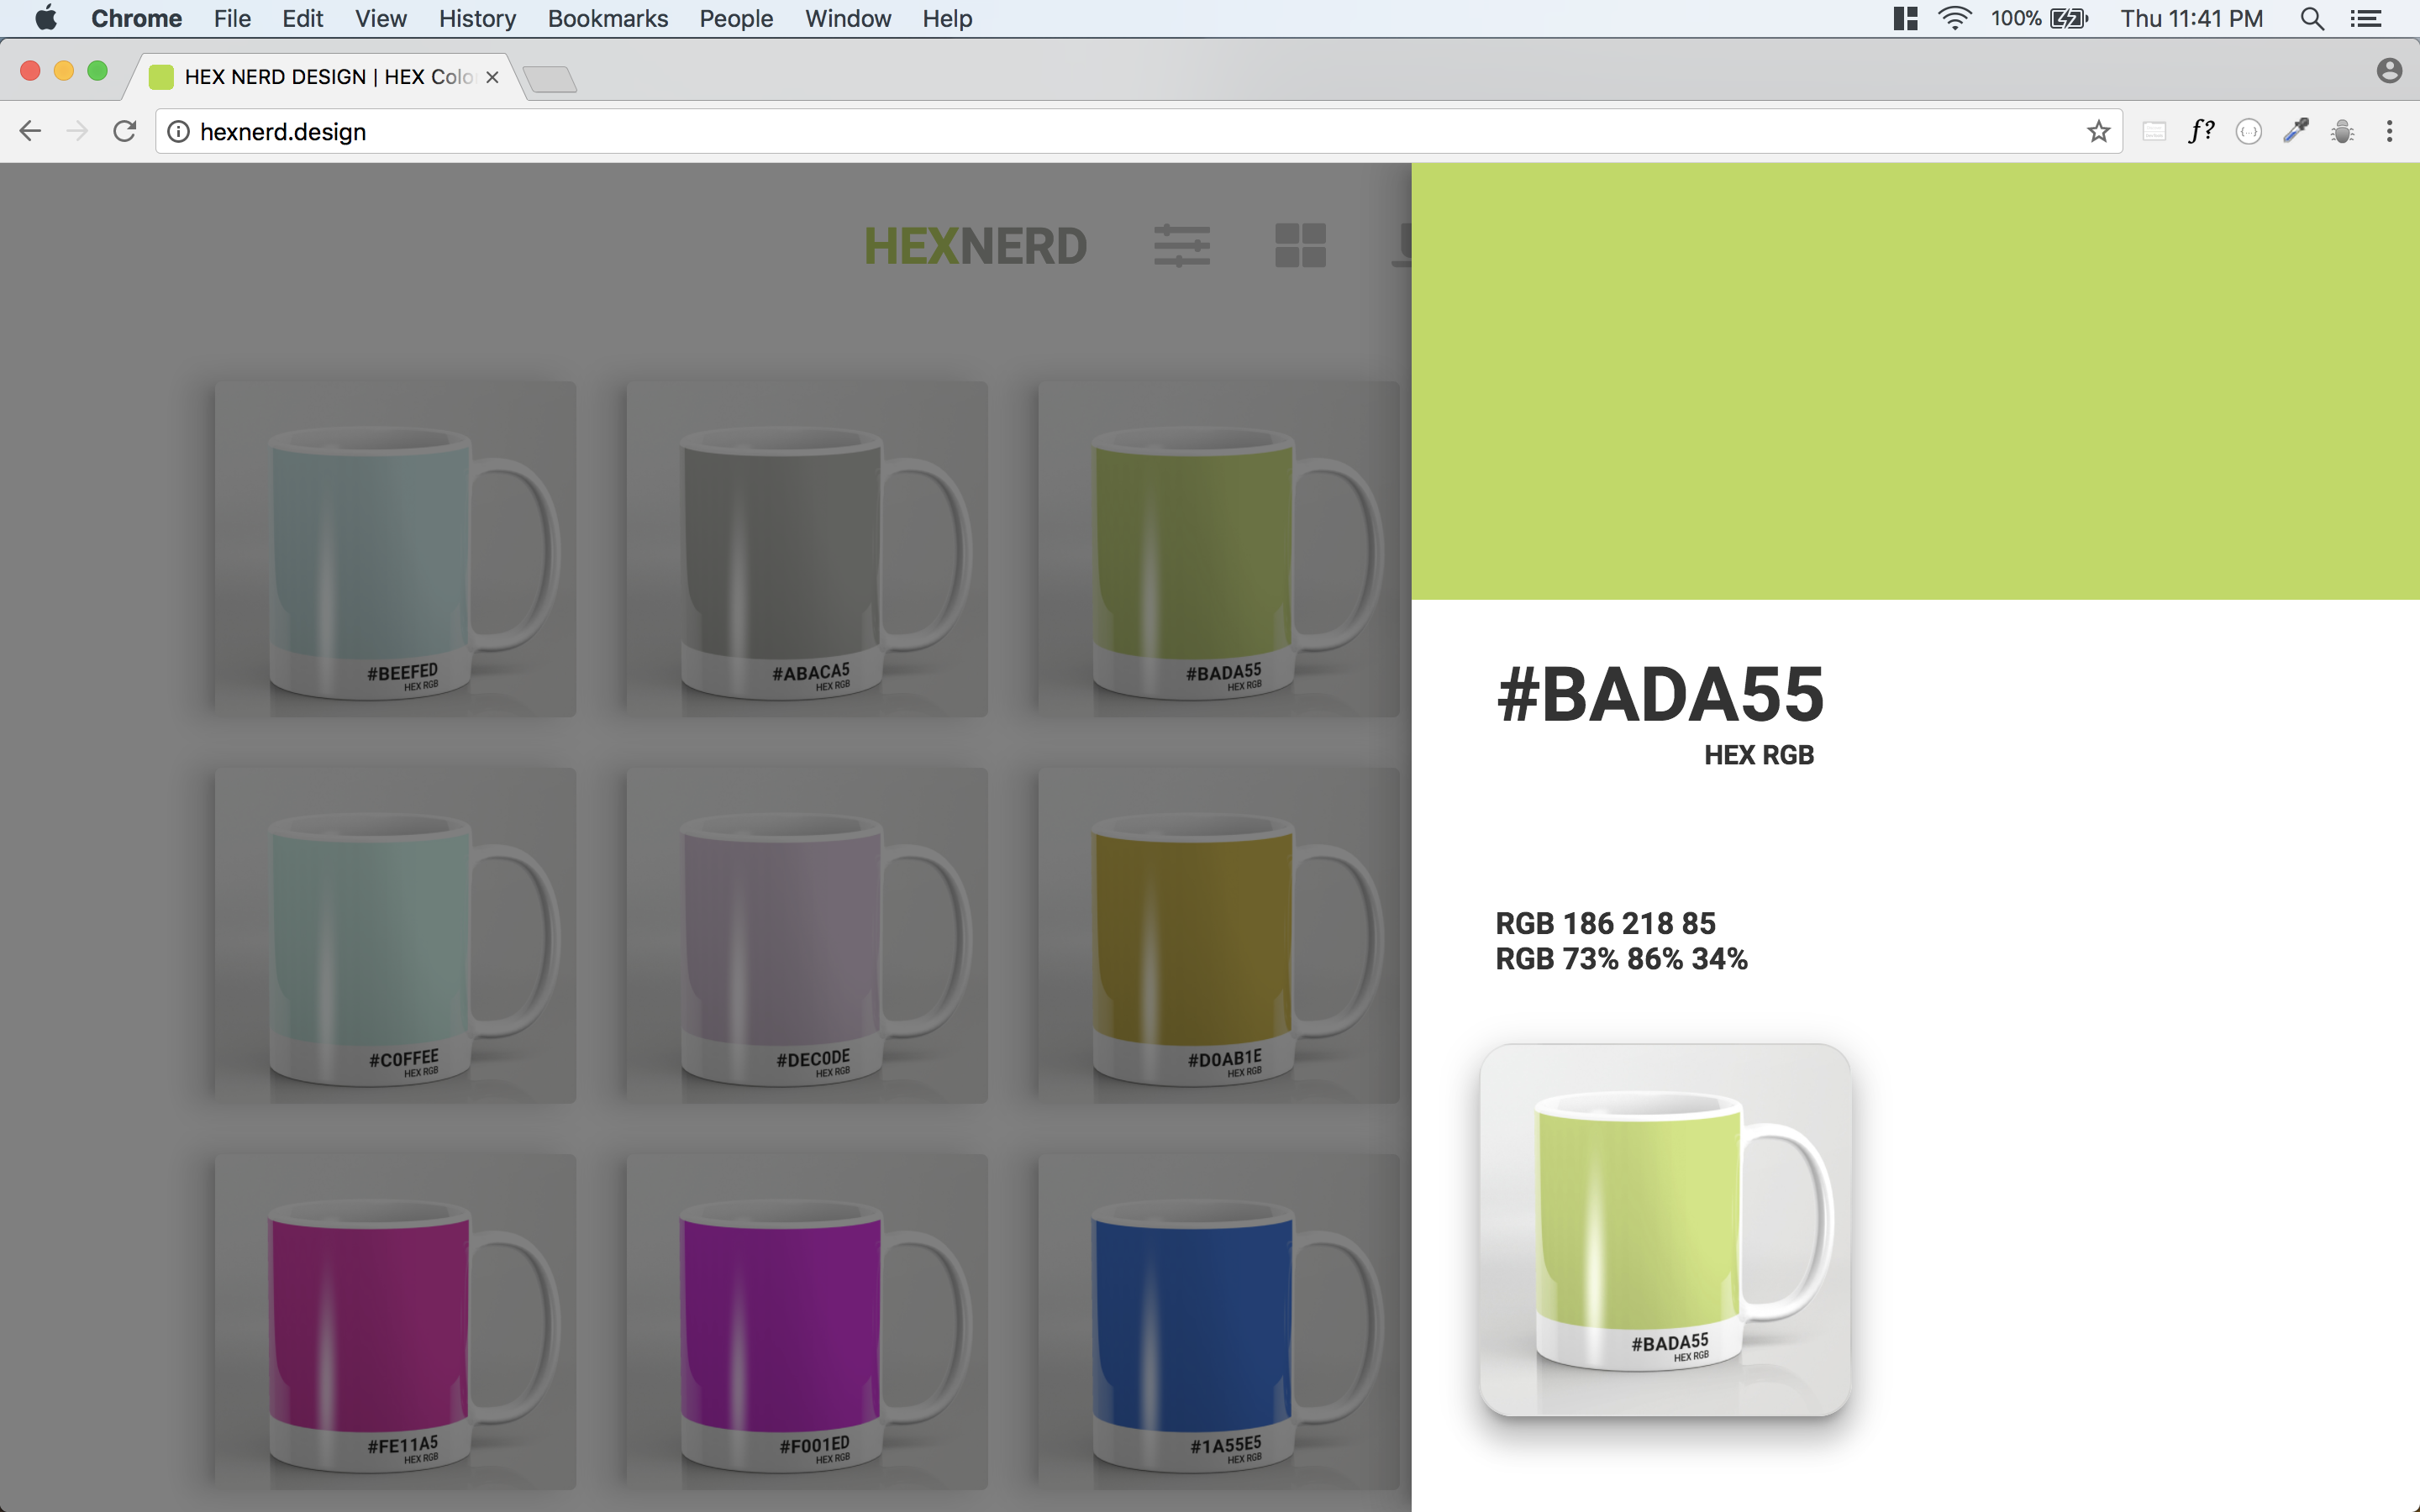 Chrome File Edit View History Bookmarks People Window Help 100% Thu 11:41 PM
HEX NERD DESIGN | HEX Colo
hexnerd.design f? {...}
HEXNERD
#BEEFED
HEX RGB
#ABACA5
HEX RGB
#BADA55
HEX RGB
#C0FFEE
HEX RGB
#DEC0DE
HEX RGB
#D0AB1E
HEX RGB
#FE11A5
HEX RGB
#F001ED
HEX RGB
#1A55E5
HEX RGB
#BADA55
HEX RGB
RGB 186 218 85
RGB 73% 86% 34%
#BADA55
HEX RGB